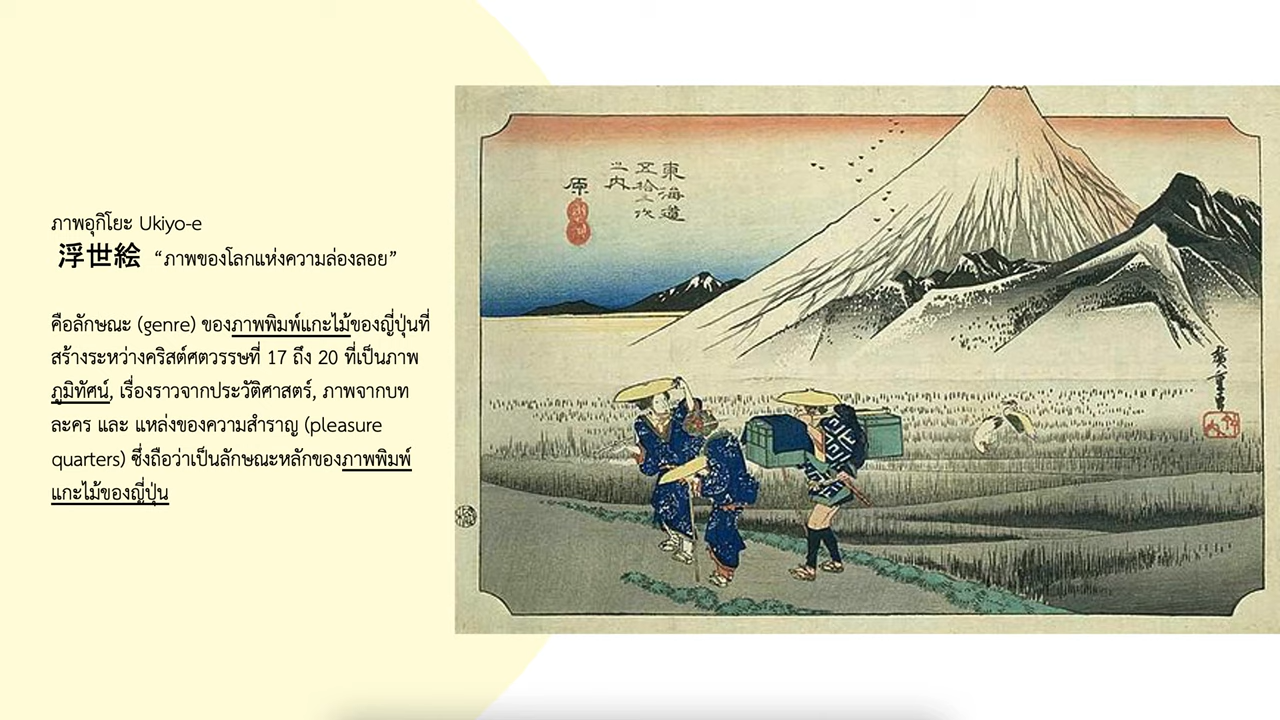 ภาพอุกิโยะ Ukiyo-e
浮世絵 “ภาพของโลกแห่งความล่องลอย”
คือลักษณะ (genre) ของภาพพิมพ์แกะไม้ของญี่ปุ่นที่
สร้างระหว่างคริสต์ศตวรรษที่ 17 ถึง 20 ที่เป็นภาพ
ภูมิทัศน์, เรื่องราวจากประวัติศาสตร์, ภาพจากบท
ละคร และ แหล่งของความสำราญ (pleasure
quarters) ซึ่งถือว่าเป็นลักษณะหลักของภาพพิมพ์
แกะไม้ของญี่ปุ่น
東海道
五拾三次
之内
原
廣重画